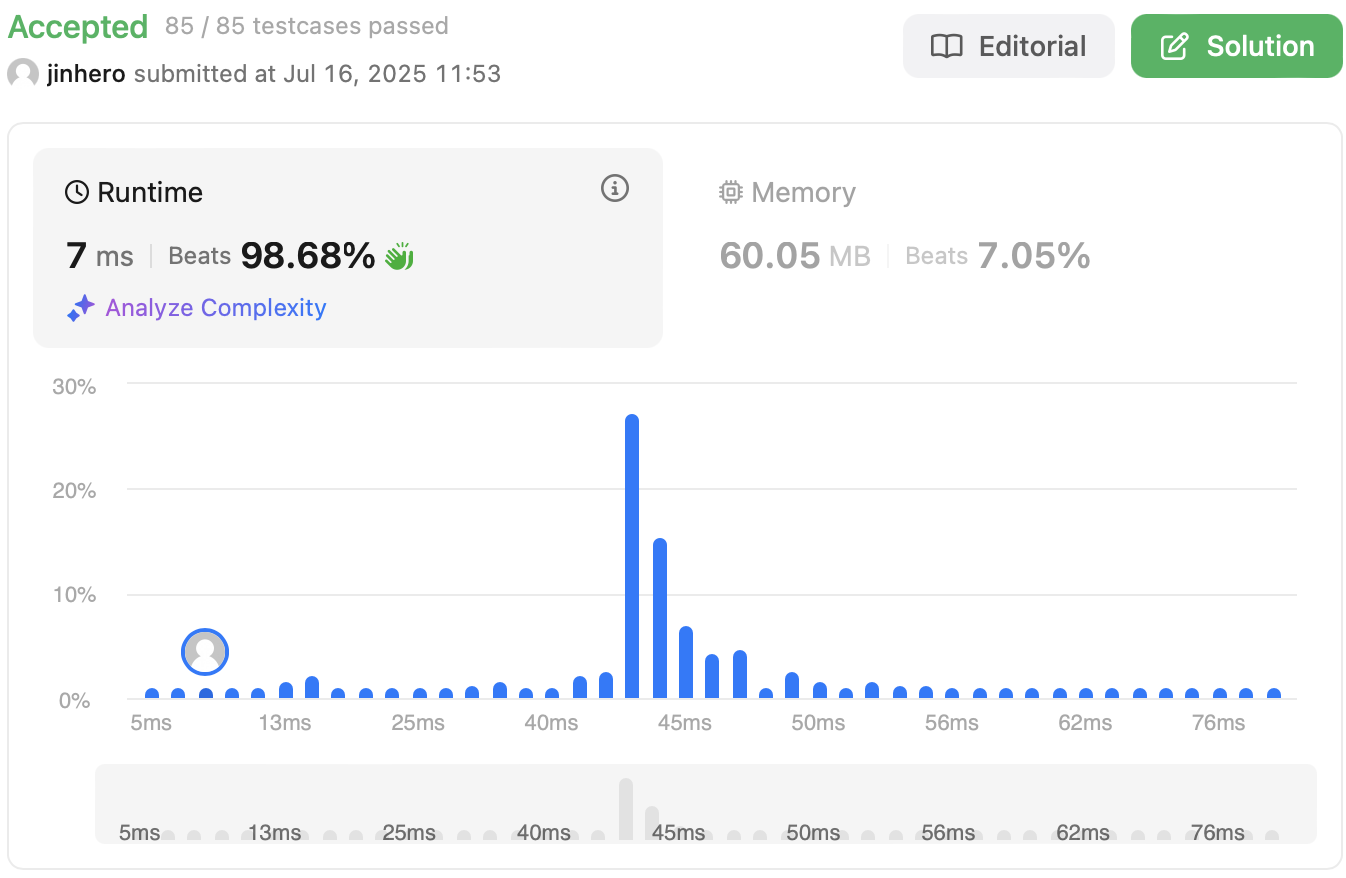 Accepted 85 / 85 testcases passed
jinhero submitted at Jul 16, 2025 11:53
Editorial
Solution
Runtime
7 ms Beats 98.68%
Analyze Complexity
Memory
60.05 MB Beats 7.05%
30%
20%
10%
0%
5ms 13ms 25ms 40ms 45ms 50ms 56ms 62ms 76ms
5ms 13ms 25ms 40ms 45ms 50ms 56ms 62ms 76ms